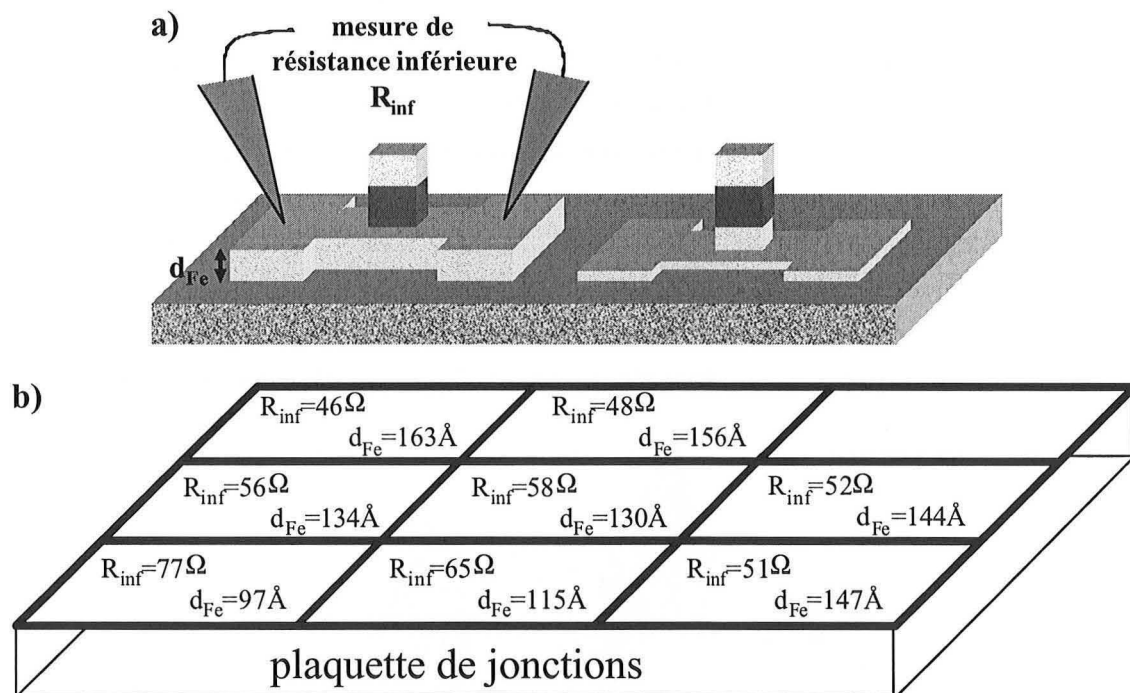 a)
mesure de
résistance inférieure
R_inf
d_Fe
b)
R_inf=46Ω
d_Fe=163Å
R_inf=48Ω
d_Fe=156Å
R_inf=56Ω
d_Fe=134Å
R_inf=58Ω
d_Fe=130Å
R_inf=52Ω
d_Fe=144Å
R_inf=77Ω
d_Fe=97Å
R_inf=65Ω
d_Fe=115Å
R_inf=51Ω
d_Fe=147Å
plaquette de jonctions